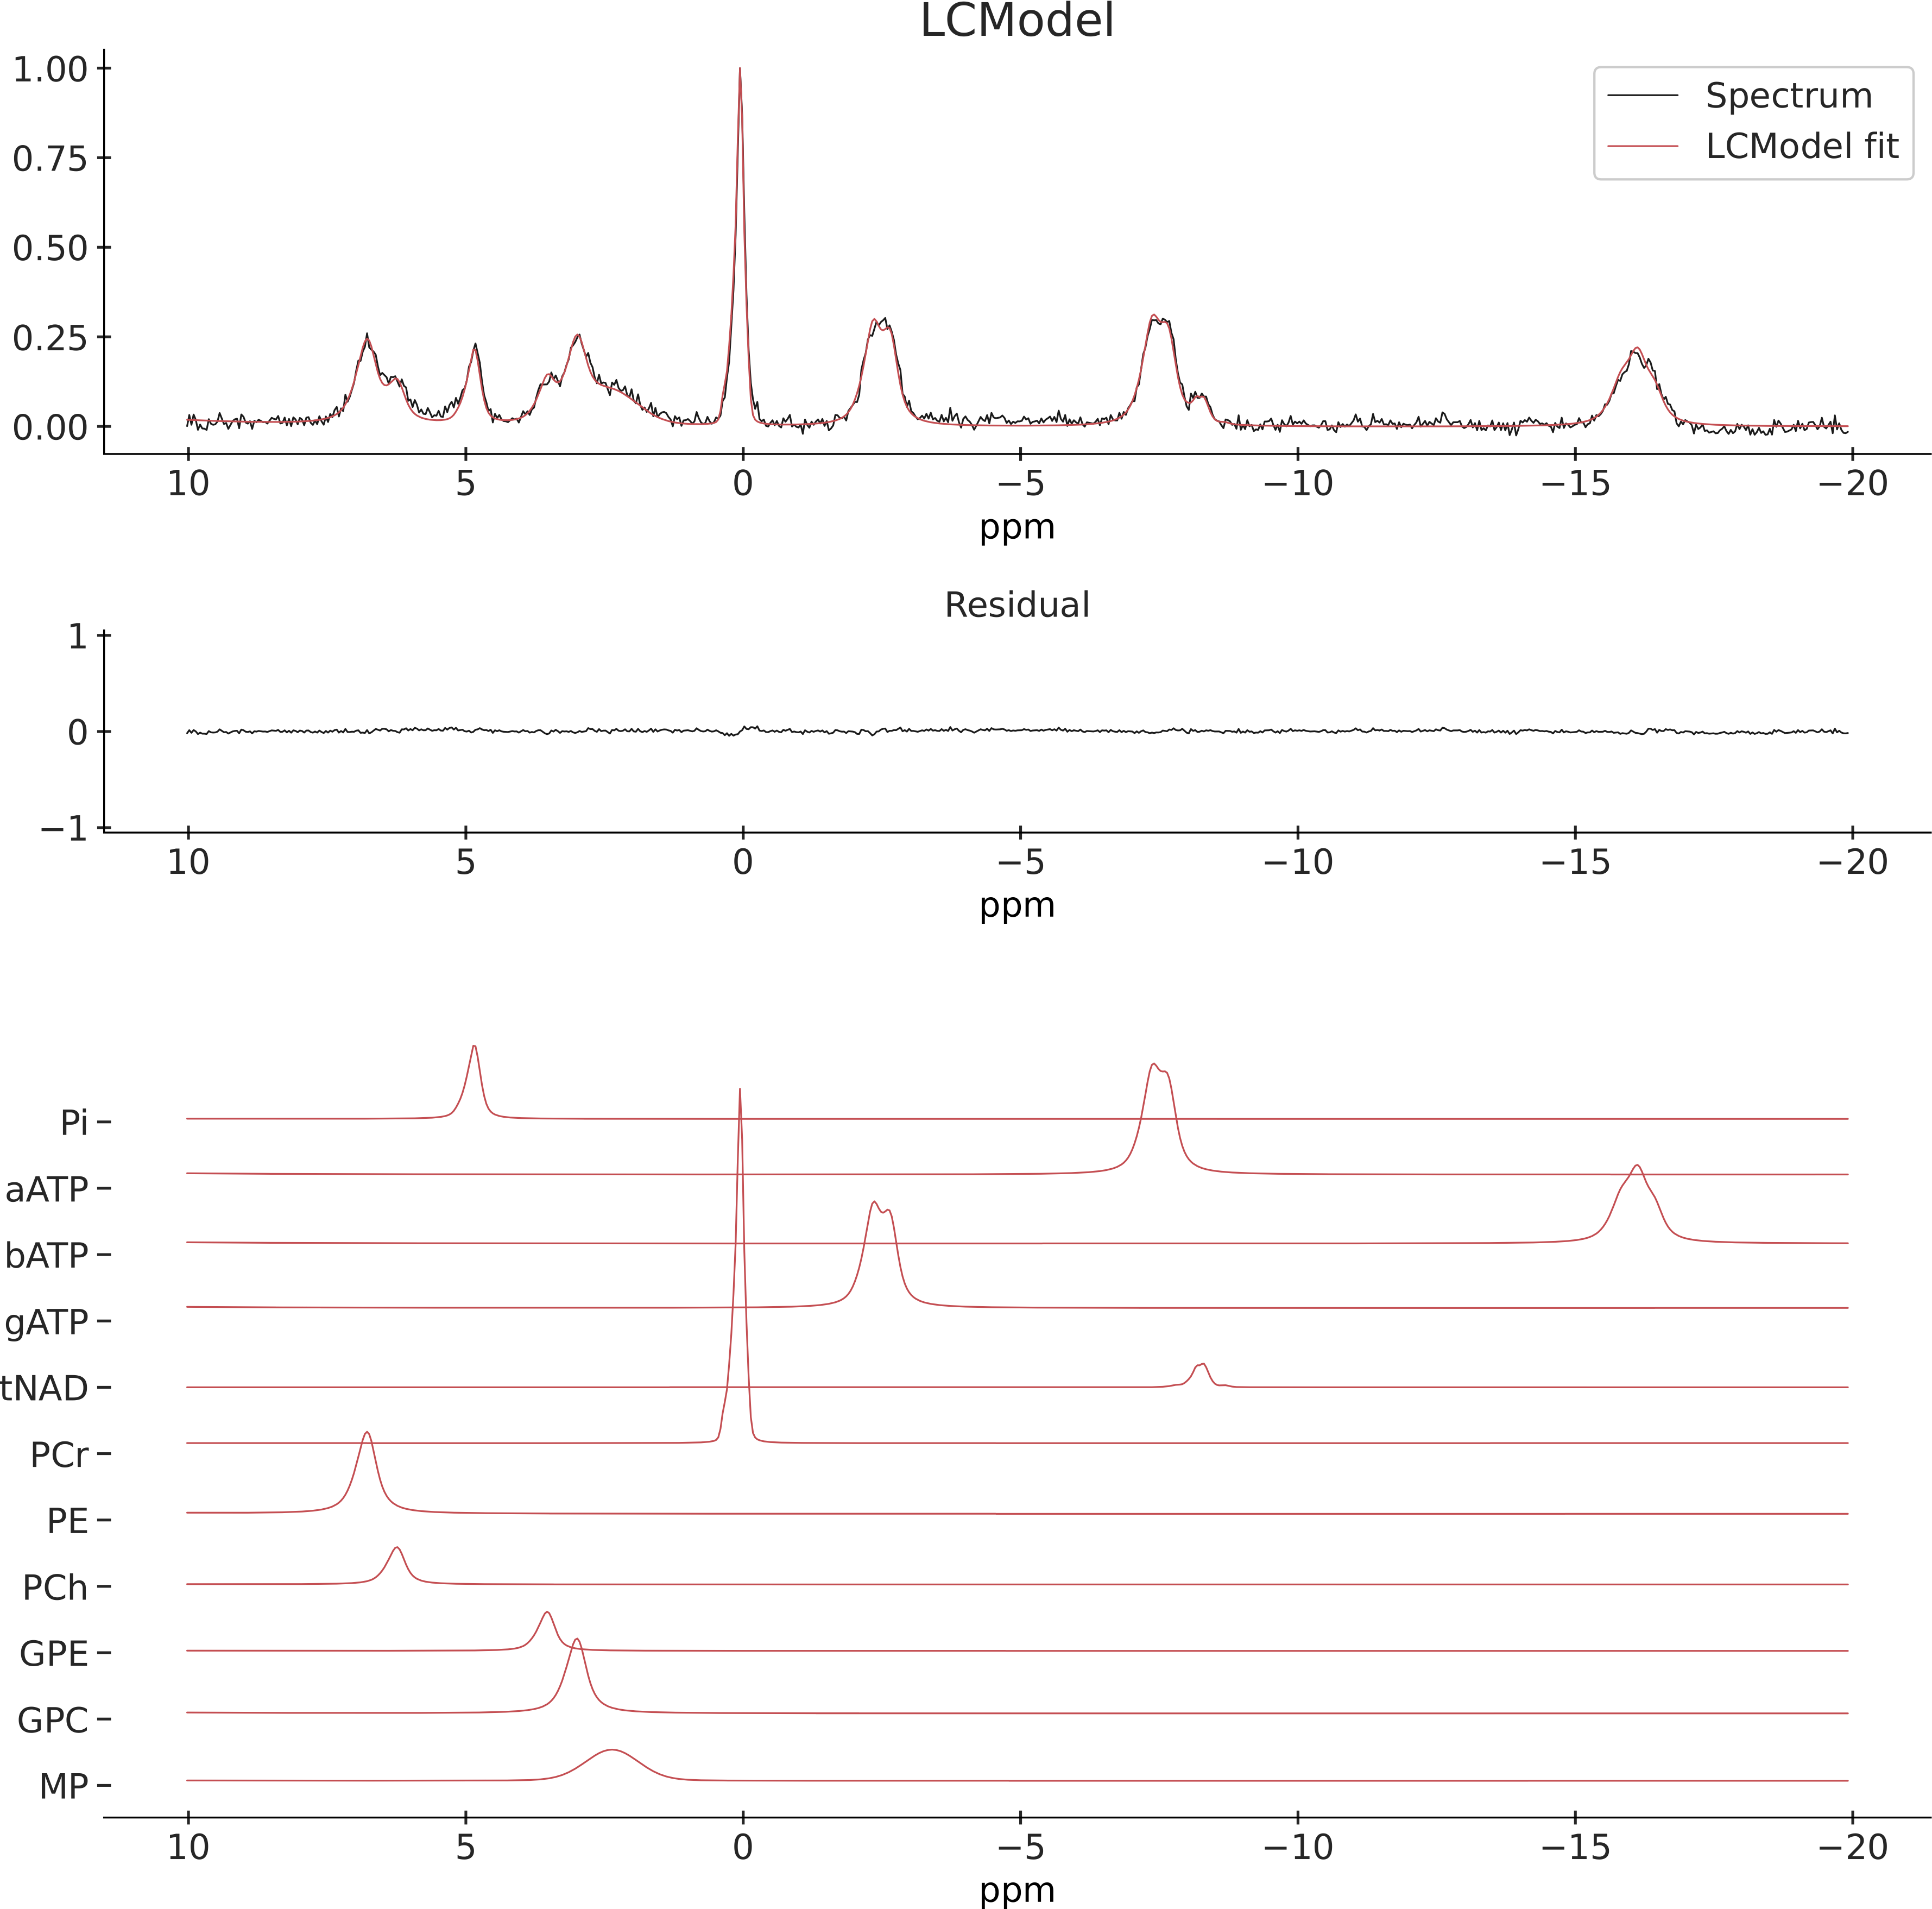 LCModel
1.00
0.75
0.50
0.25
0.00
Spectrum
LCModel fit
10 5 0 −5 −10 −15 −20
ppm
Residual
1
0
−1
10 5 0 −5 −10 −15 −20
ppm
Pi
aATP
bATP
gATP
tNAD
PCr
PE
PCh
GPE
GPC
MP
10 5 0 −5 −10 −15 −20
ppm